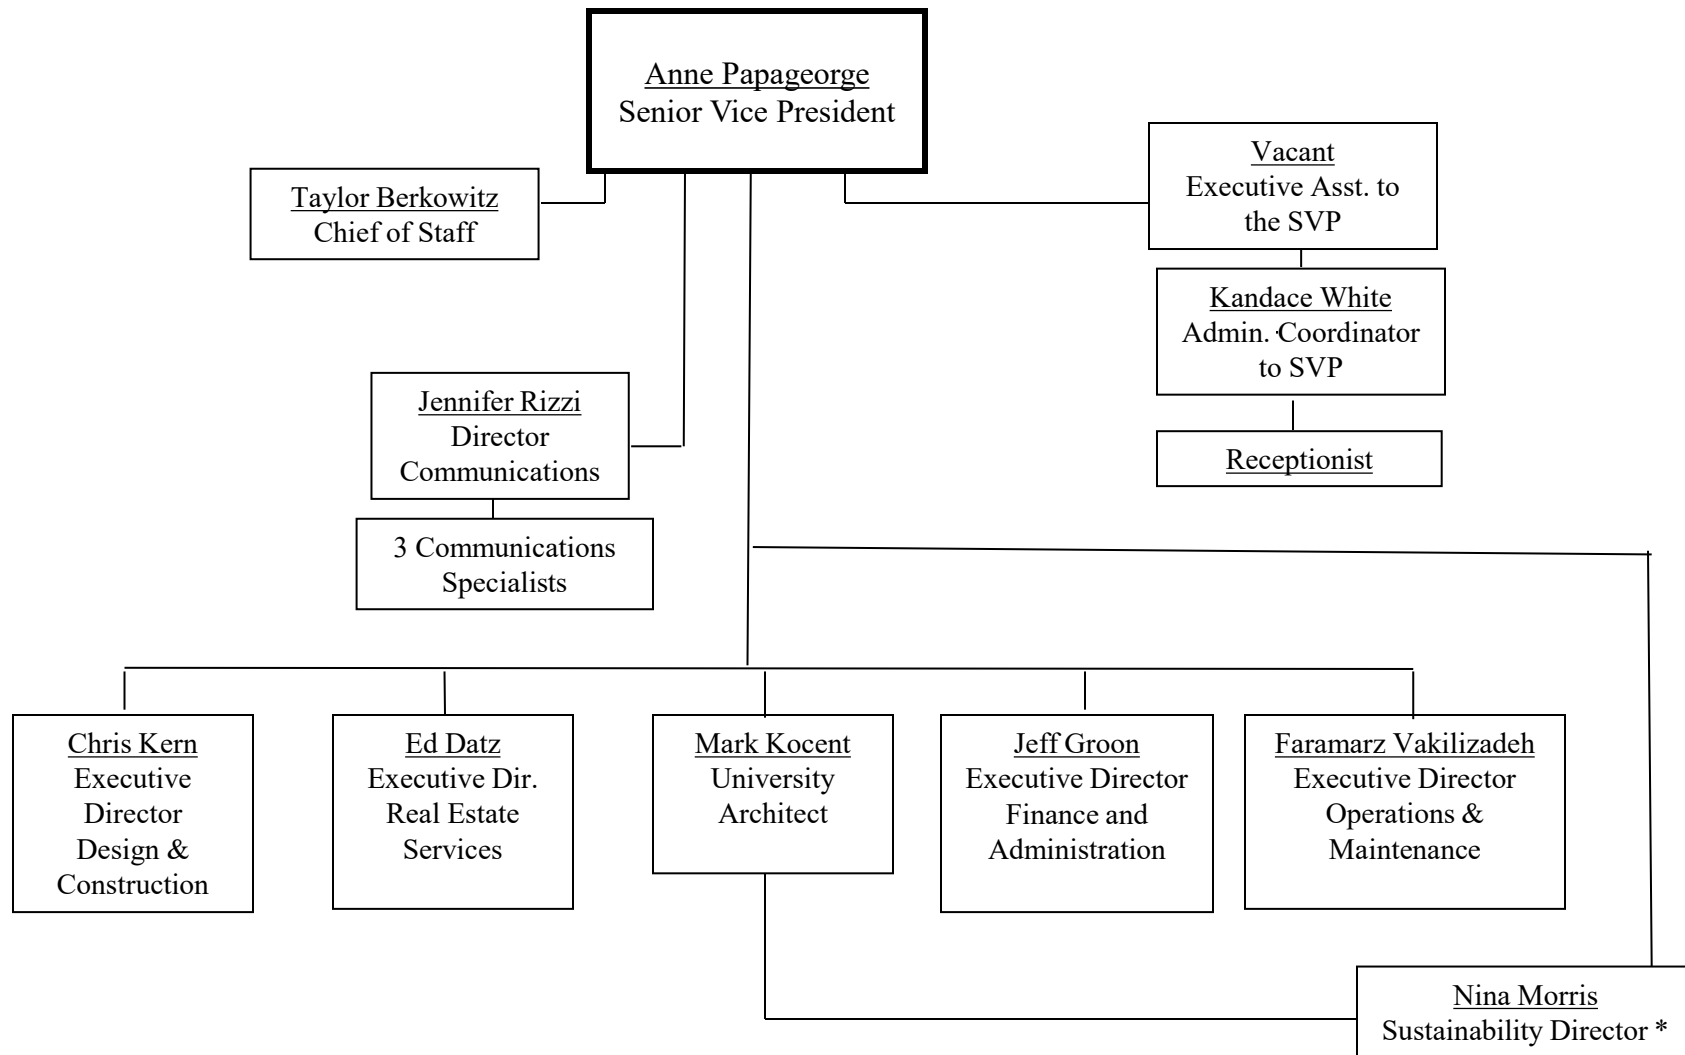 Anne Papageorge
Senior Vice President
Taylor Berkowitz
Chief of Staff
Vacant
Executive Asst. to
the SVP
Kandace White
Admin. Coordinator
to SVP
Receptionist
Jennifer Rizzi
Director
Communications
3 Communications
Specialists
Chris Kern
Executive
Director
Design &
Construction
Ed Datz
Executive Dir.
Real Estate
Services
Mark Kocent
University
Architect
Jeff Groon
Executive Director
Finance and
Administration
Faramarz Vakilizadeh
Executive Director
Operations &
Maintenance
Nina Morris
Sustainability Director *